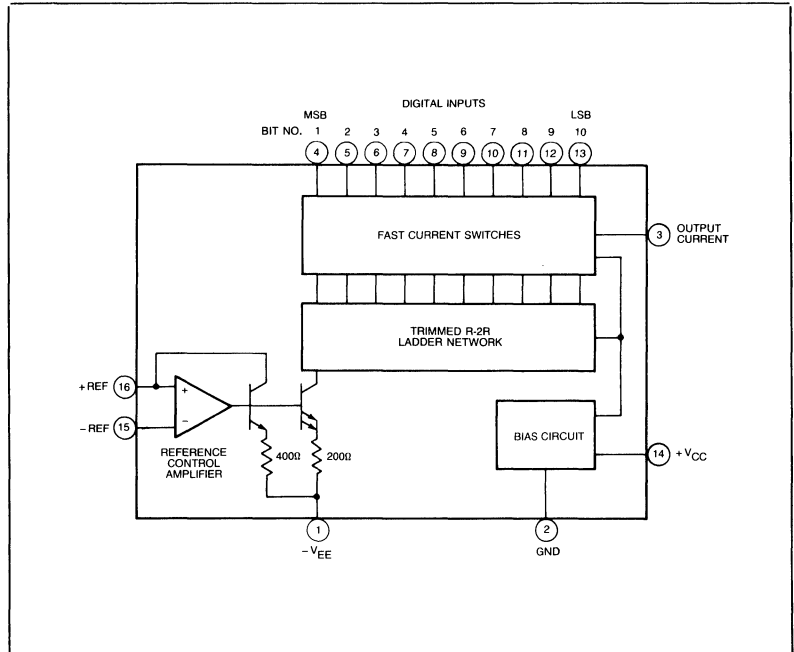 DIGITAL INPUTS
MSB LSB
BIT NO. 1 2 3 4 5 6 7 8 9 10
4 5 6 7 8 9 10 11 12 13
FAST CURRENT SWITCHES
3 OUTPUT
CURRENT
TRIMMED R-2R
LADDER NETWORK
+REF 16
+
-REF 15
-
REFERENCE
CONTROL
AMPLIFIER
400Ω 200Ω
BIAS CIRCUIT
14 +VCC
1
-VEE
2
GND